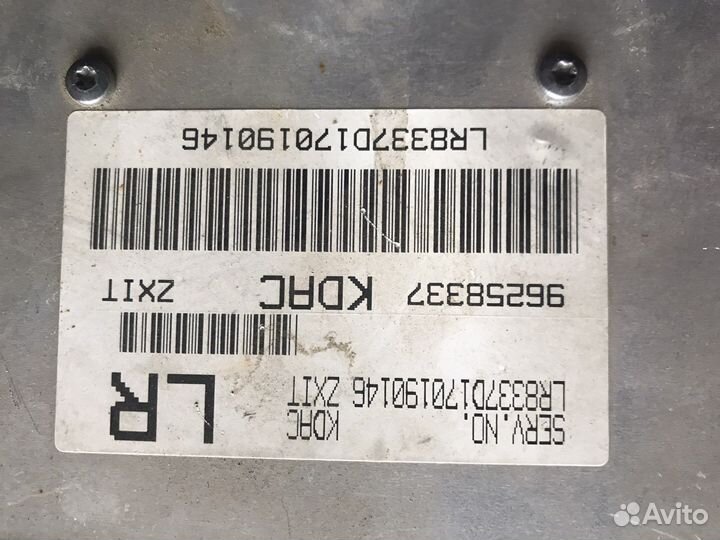 SERV.NO. KDAC
LR8337D170190146 ZXIT
LR
96258337 KDAC ZXIT
LR8337D170190146
Avito